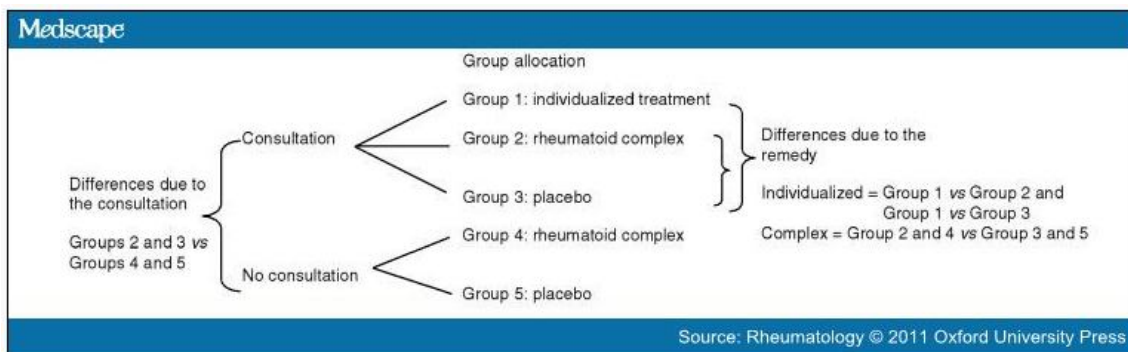 Medscape
Group allocation
Group 1: individualized treatment
Consultation
Group 2: rheumatoid complex
Differences due to the
remedy
Differences due to
the consultation
Group 3: placebo
Individualized = Group 1 vs Group 2 and
Group 1 vs Group 3
Groups 2 and 3 vs
Groups 4 and 5
Group 4: rheumatoid complex
Complex = Group 2 and 4 vs Group 3 and 5
No consultation
Group 5: placebo
Source: Rheumatology © 2011 Oxford University Press